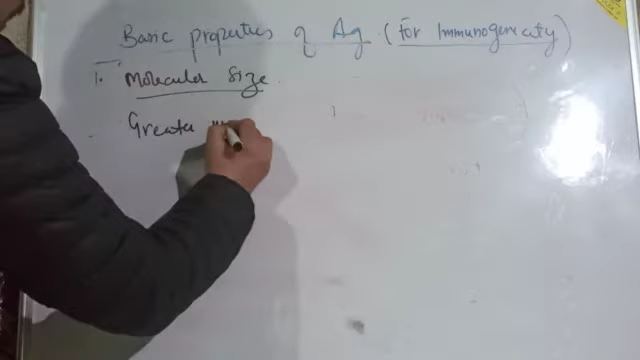 Basic properties of Ag (for Immunogenicity)
1. Molecular Size
Greater